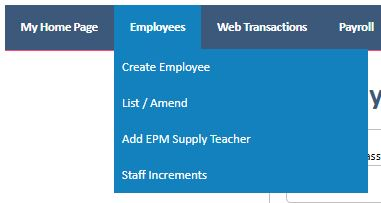 My Home Page Employees Web Transactions Payroll
Create Employee
List / Amend
Add EPM Supply Teacher
Staff Increments